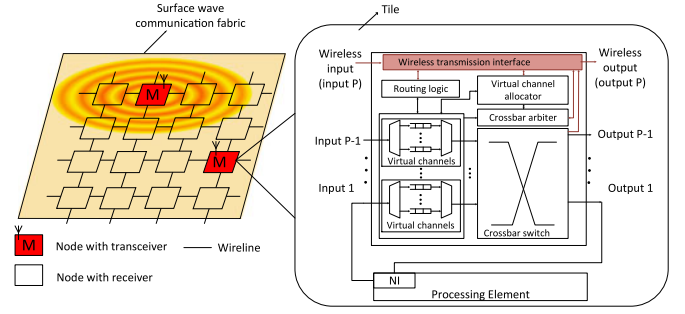 Surface wave
communication fabric
M
M
M
Node with transceiver
Wireline
Node with receiver
Tile
Wireless
input
(input P)
Wireless transmission interface
Wireless
output
(output P)
Routing logic
Virtual channel
allocator
Crossbar arbiter
Input P-1
Virtual channels
Output P-1
Input 1
Virtual channels
Output 1
Crossbar switch
NI
Processing Element